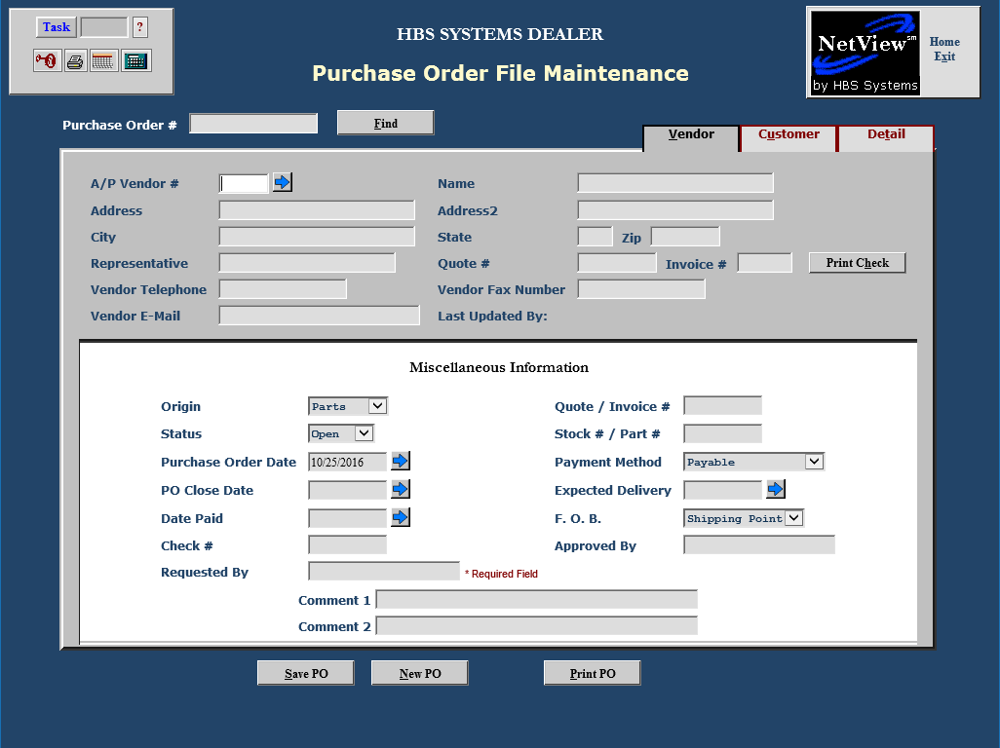 Task ?
HBS SYSTEMS DEALER
Purchase Order File Maintenance
NetView sm
by HBS Systems
Home
Exit
Purchase Order #
Find
Vendor Customer Detail
A/P Vendor # Name
Address Address2
City State Zip
Representative Quote # Invoice # Print Check
Vendor Telephone Vendor Fax Number
Vendor E-Mail Last Updated By:
Miscellaneous Information
Origin Parts Quote / Invoice #
Status Open Stock # / Part #
Purchase Order Date 10/25/2016 Payment Method Payable
PO Close Date Expected Delivery
Date Paid F. O. B. Shipping Point
Check # Approved By
Requested By * Required Field
Comment 1
Comment 2
Save PO New PO Print PO